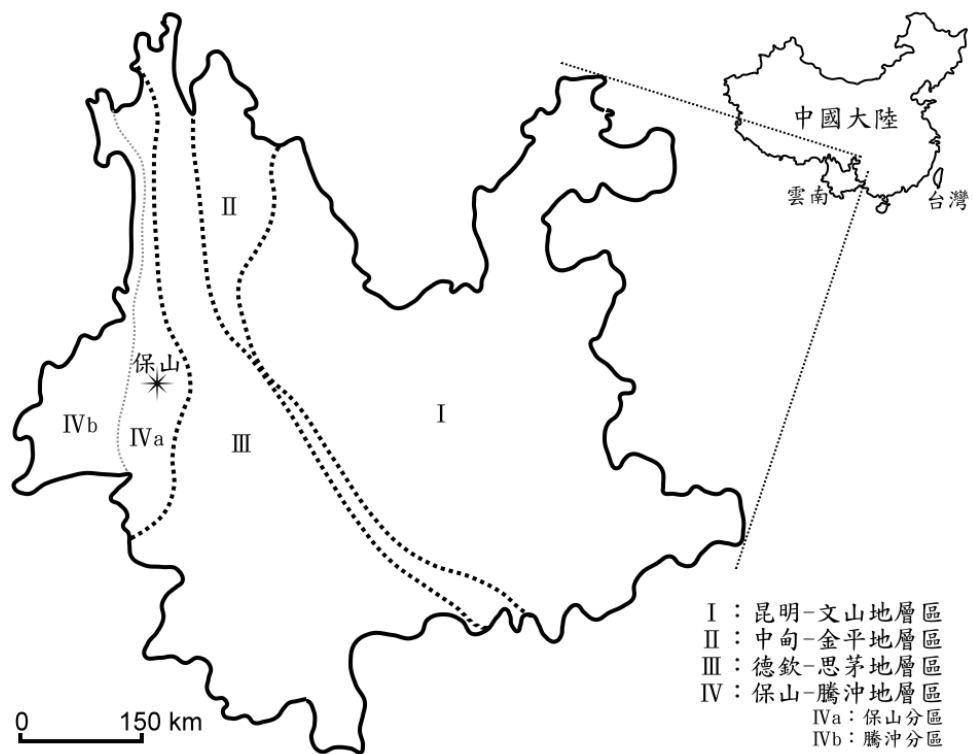 中國大陸
雲南
台灣
II
保山
IVb
IVa
III
I
0 150 km
I：昆明-文山地層區
II：中甸-金平地層區
III：德欽-思茅地層區
IV：保山-騰沖地層區
IVa：保山分區
IVb：騰沖分區